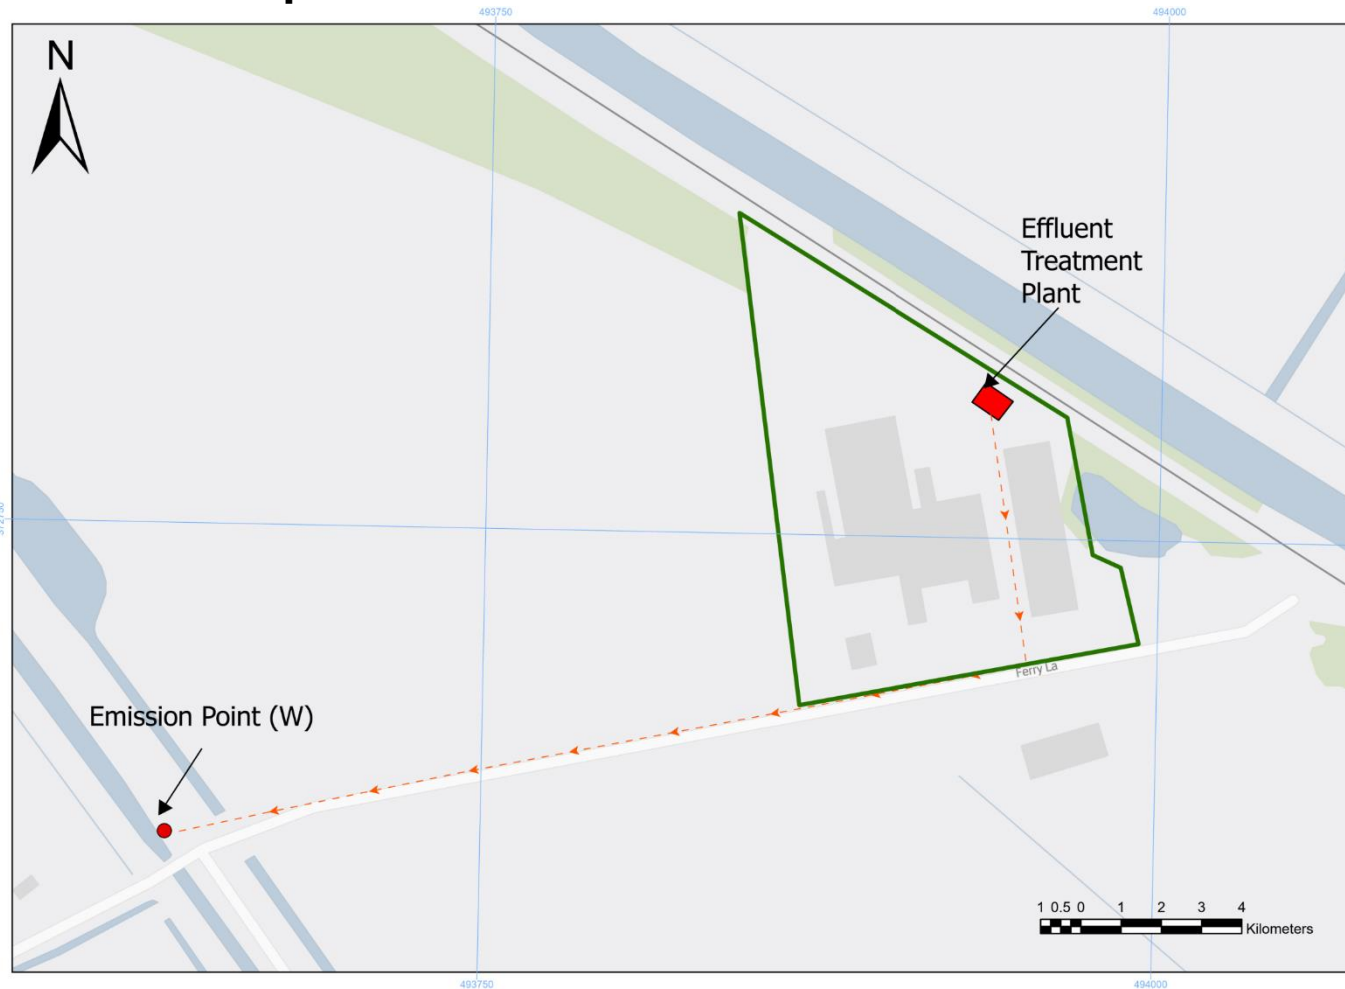 493750
494000
N
Effluent
Treatment
Plant
Ferry La
Emission Point (W)
1 0.5 0 1 2 3 4
Kilometers
493750
494000